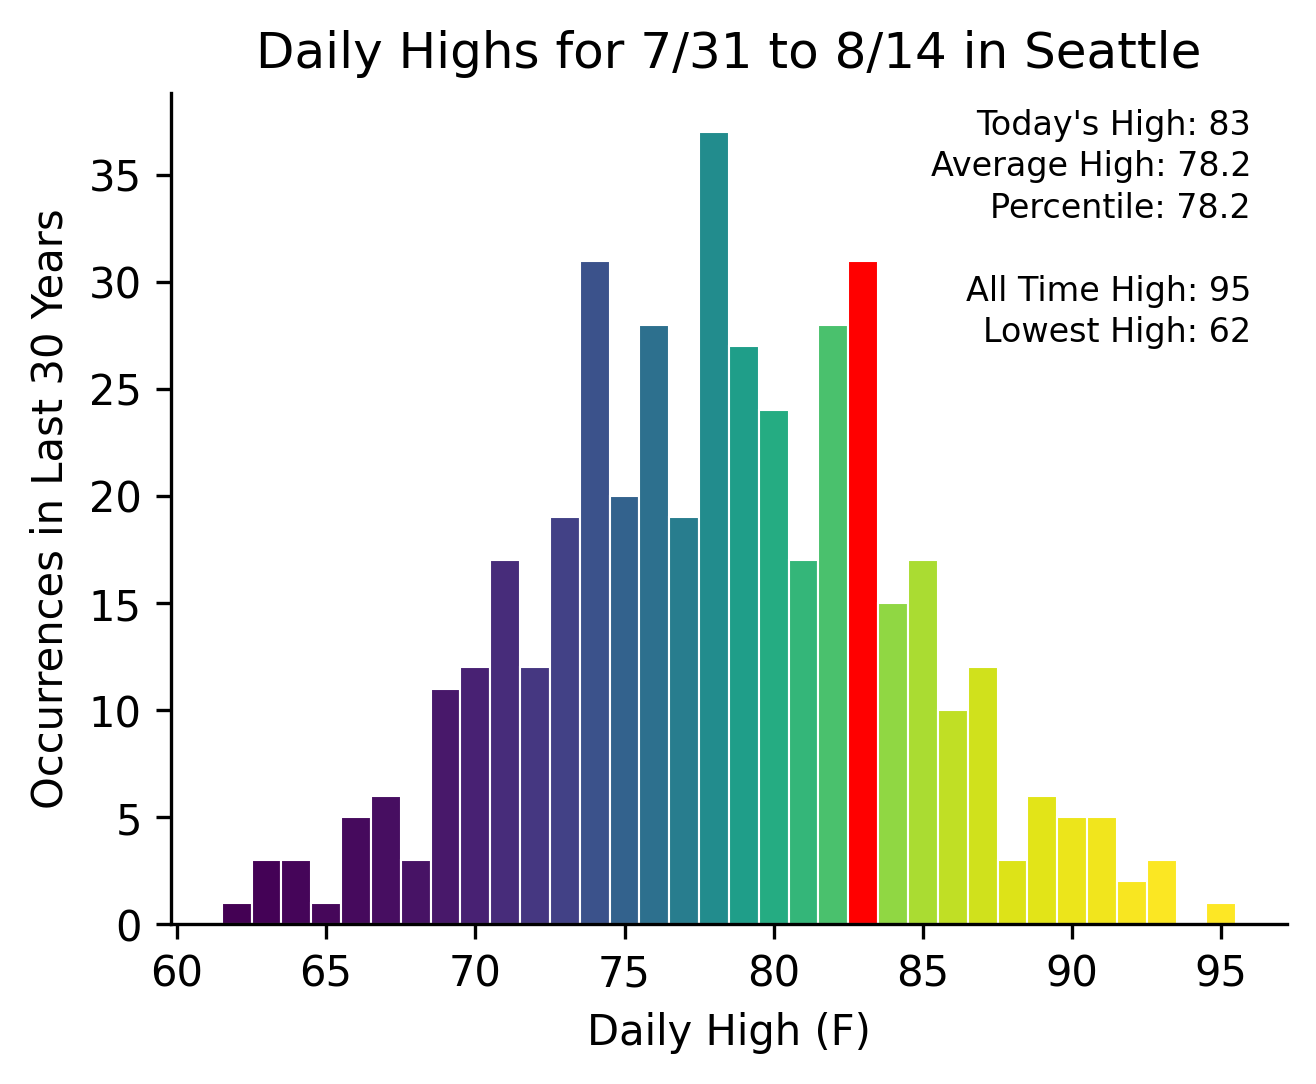 Daily Highs for 7/31 to 8/14 in Seattle
Today's High: 83
Average High: 78.2
Percentile: 78.2
All Time High: 95
Lowest High: 62
Occurrences in Last 30 Years
35
30
25
20
15
10
5
0
60 65 70 75 80 85 90 95
Daily High (F)